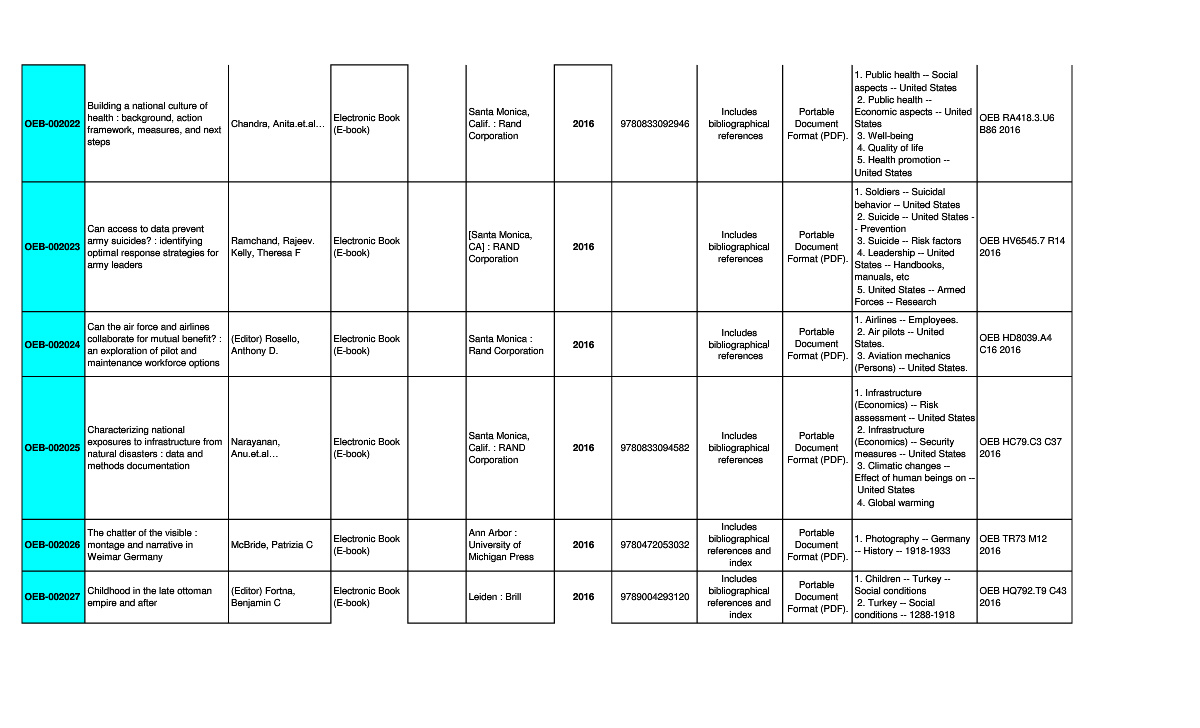 OEB-002022
Building a national culture of
health : background, action
framework, measures, and next
steps
Chandra, Anita.et.al…
Electronic Book
(E-book)
Santa Monica,
Calif. : Rand
Corporation
2016
9780833092946
Includes
bibliographical
references
Portable
Document
Format (PDF).
1. Public health -- Social
aspects -- United States
2. Public health --
Economic aspects -- United
States
3. Well-being
4. Quality of life
5. Health promotion --
United States
OEB RA418.3.U6
B86 2016
OEB-002023
Can access to data prevent
army suicides? : identifying
optimal response strategies for
army leaders
Ramchand, Rajeev.
Kelly, Theresa F
Electronic Book
(E-book)
[Santa Monica,
CA] : RAND
Corporation
2016
Includes
bibliographical
references
Portable
Document
Format (PDF).
1. Soldiers -- Suicidal
behavior -- United States
2. Suicide -- United States -
- Prevention
3. Suicide -- Risk factors
4. Leadership -- United
States -- Handbooks,
manuals, etc
5. United States -- Armed
Forces -- Research
OEB HV6545.7 R14
2016
OEB-002024
Can the air force and airlines
collaborate for mutual benefit? :
an exploration of pilot and
maintenance workforce options
(Editor) Rosello,
Anthony D.
Electronic Book
(E-book)
Santa Monica :
Rand Corporation
2016
Includes
bibliographical
references
Portable
Document
Format (PDF).
1. Airlines -- Employees.
2. Air pilots -- United
States.
3. Aviation mechanics
(Persons) -- United States.
OEB HD8039.A4
C16 2016
OEB-002025
Characterizing national
exposures to infrastructure from
natural disasters : data and
methods documentation
Narayanan,
Anu.et.al…
Electronic Book
(E-book)
Santa Monica,
Calif. : RAND
Corporation
2016
9780833094582
Includes
bibliographical
references
Portable
Document
Format (PDF).
1. Infrastructure
(Economics) -- Risk
assessment -- United States
2. Infrastructure
(Economics) -- Security
measures -- United States
3. Climatic changes --
Effect of human beings on --
United States
4. Global warming
OEB HC79.C3 C37
2016
OEB-002026
The chatter of the visible :
montage and narrative in
Weimar Germany
McBride, Patrizia C
Electronic Book
(E-book)
Ann Arbor :
University of
Michigan Press
2016
9780472053032
Includes
bibliographical
references and
index
Portable
Document
Format (PDF).
1. Photography -- Germany
-- History -- 1918-1933
OEB TR73 M12
2016
OEB-002027
Childhood in the late ottoman
empire and after
(Editor) Fortna,
Benjamin C
Electronic Book
(E-book)
Leiden : Brill
2016
9789004293120
Includes
bibliographical
references and
index
Portable
Document
Format (PDF).
1. Children -- Turkey --
Social conditions
2. Turkey -- Social
conditions -- 1288-1918
OEB HQ792.T9 C43
2016